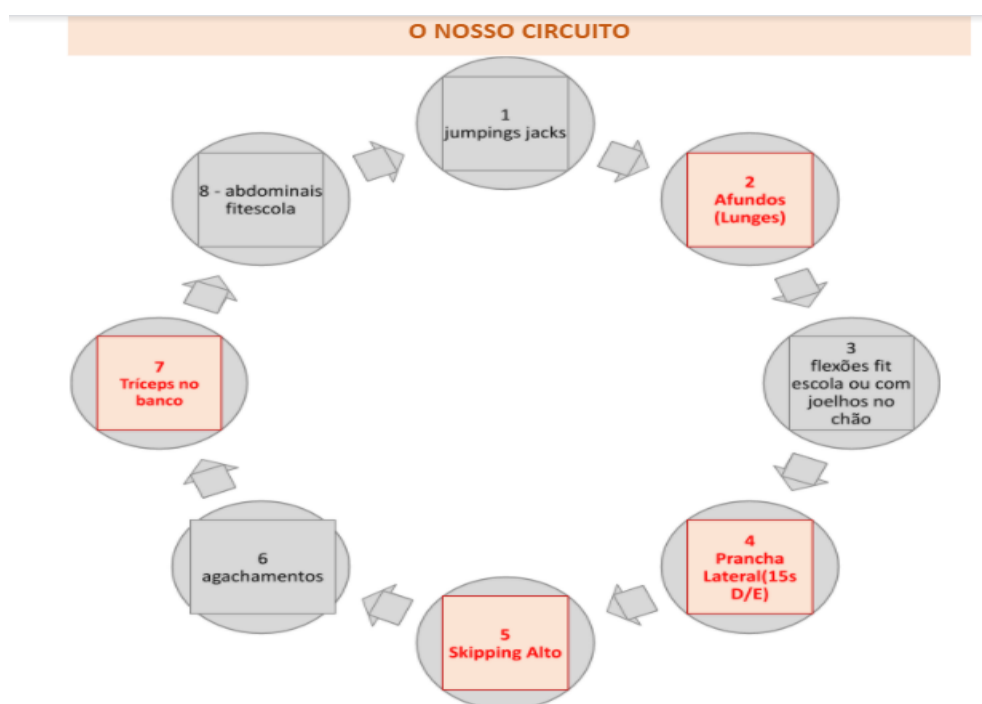 O NOSSO CIRCUITO
1
jumpings jacks
2
Afundos
(Lunges)
3
flexões fit
escola ou com
joelhos no
chão
4
Prancha
Lateral(15s
D/E)
5
Skipping Alto
6
agachamentos
7
Tríceps no
banco
8 - abdominais
fitescola